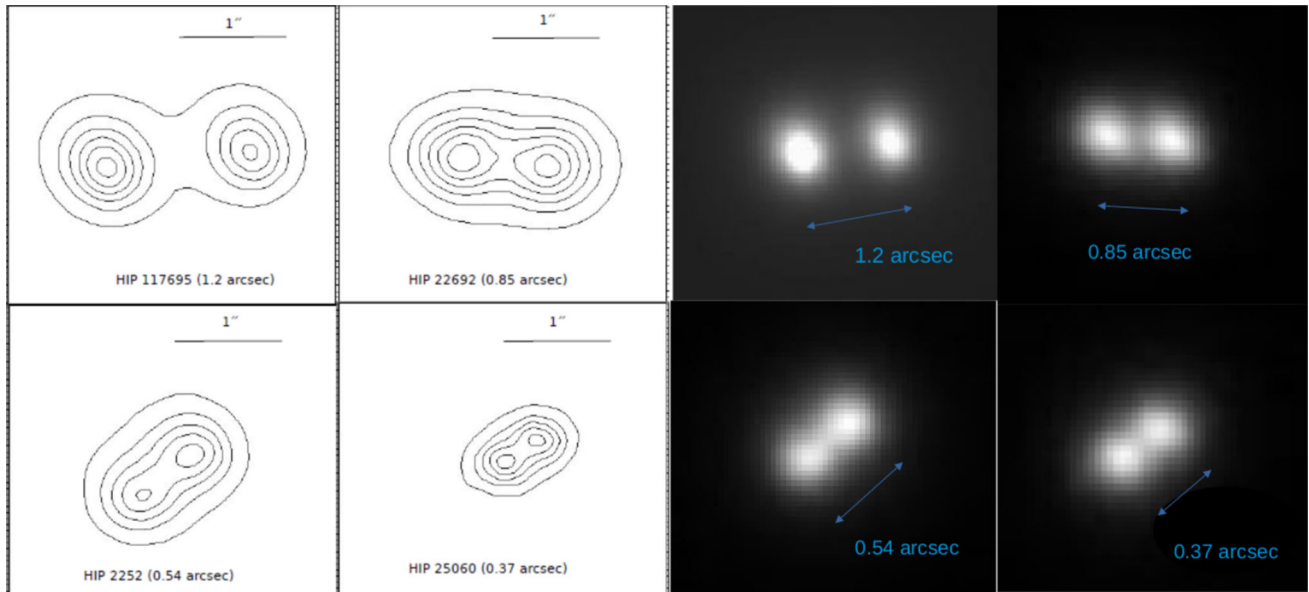 1″
1″
HIP 117695 (1.2 arcsec)
HIP 22692 (0.85 arcsec)
1.2 arcsec
0.85 arcsec
1″
1″
HIP 2252 (0.54 arcsec)
HIP 25060 (0.37 arcsec)
0.54 arcsec
0.37 arcsec